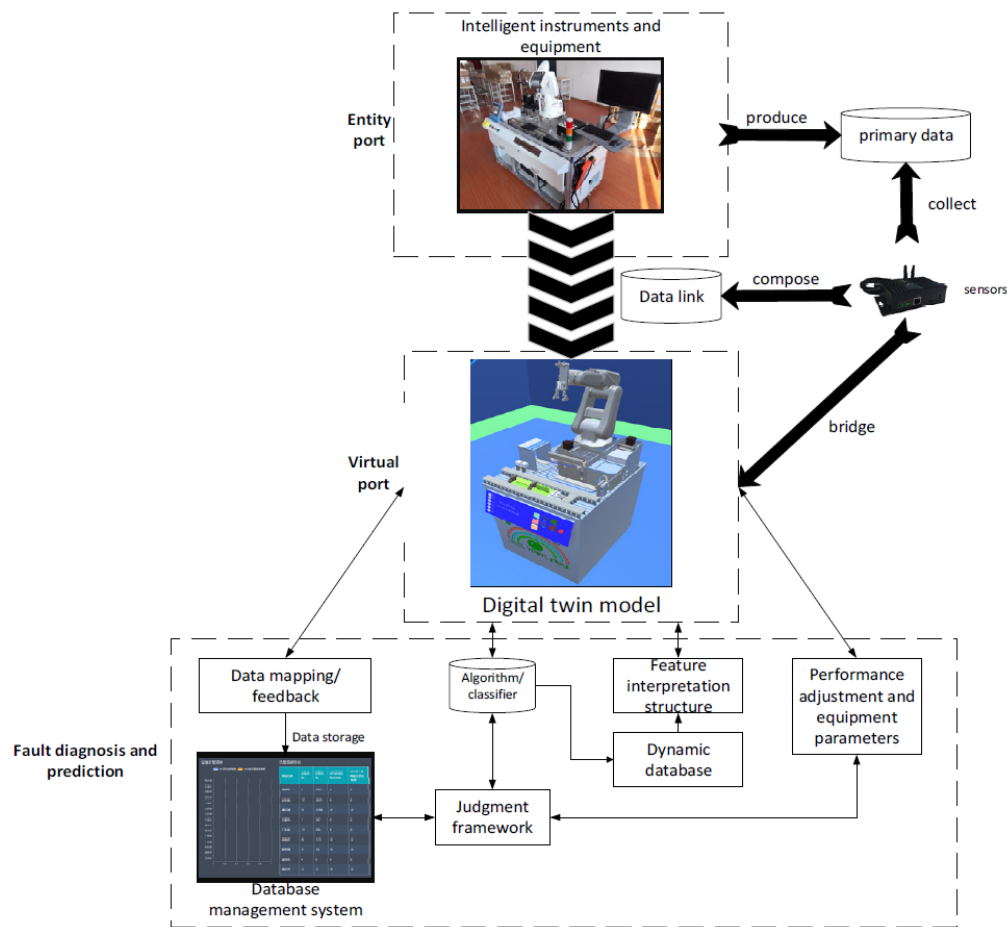 Intelligent instruments and
equipment
Entity
port
produce
primary data
collect
compose
Data link
sensors
bridge
Virtual
port
Digital twin model
Data mapping/
feedback
Algorithm/
classifier
Feature
interpretation
structure
Performance
adjustment and
equipment
parameters
Data storage
Fault diagnosis and
prediction
Dynamic
database
Judgment
framework
Database
management system